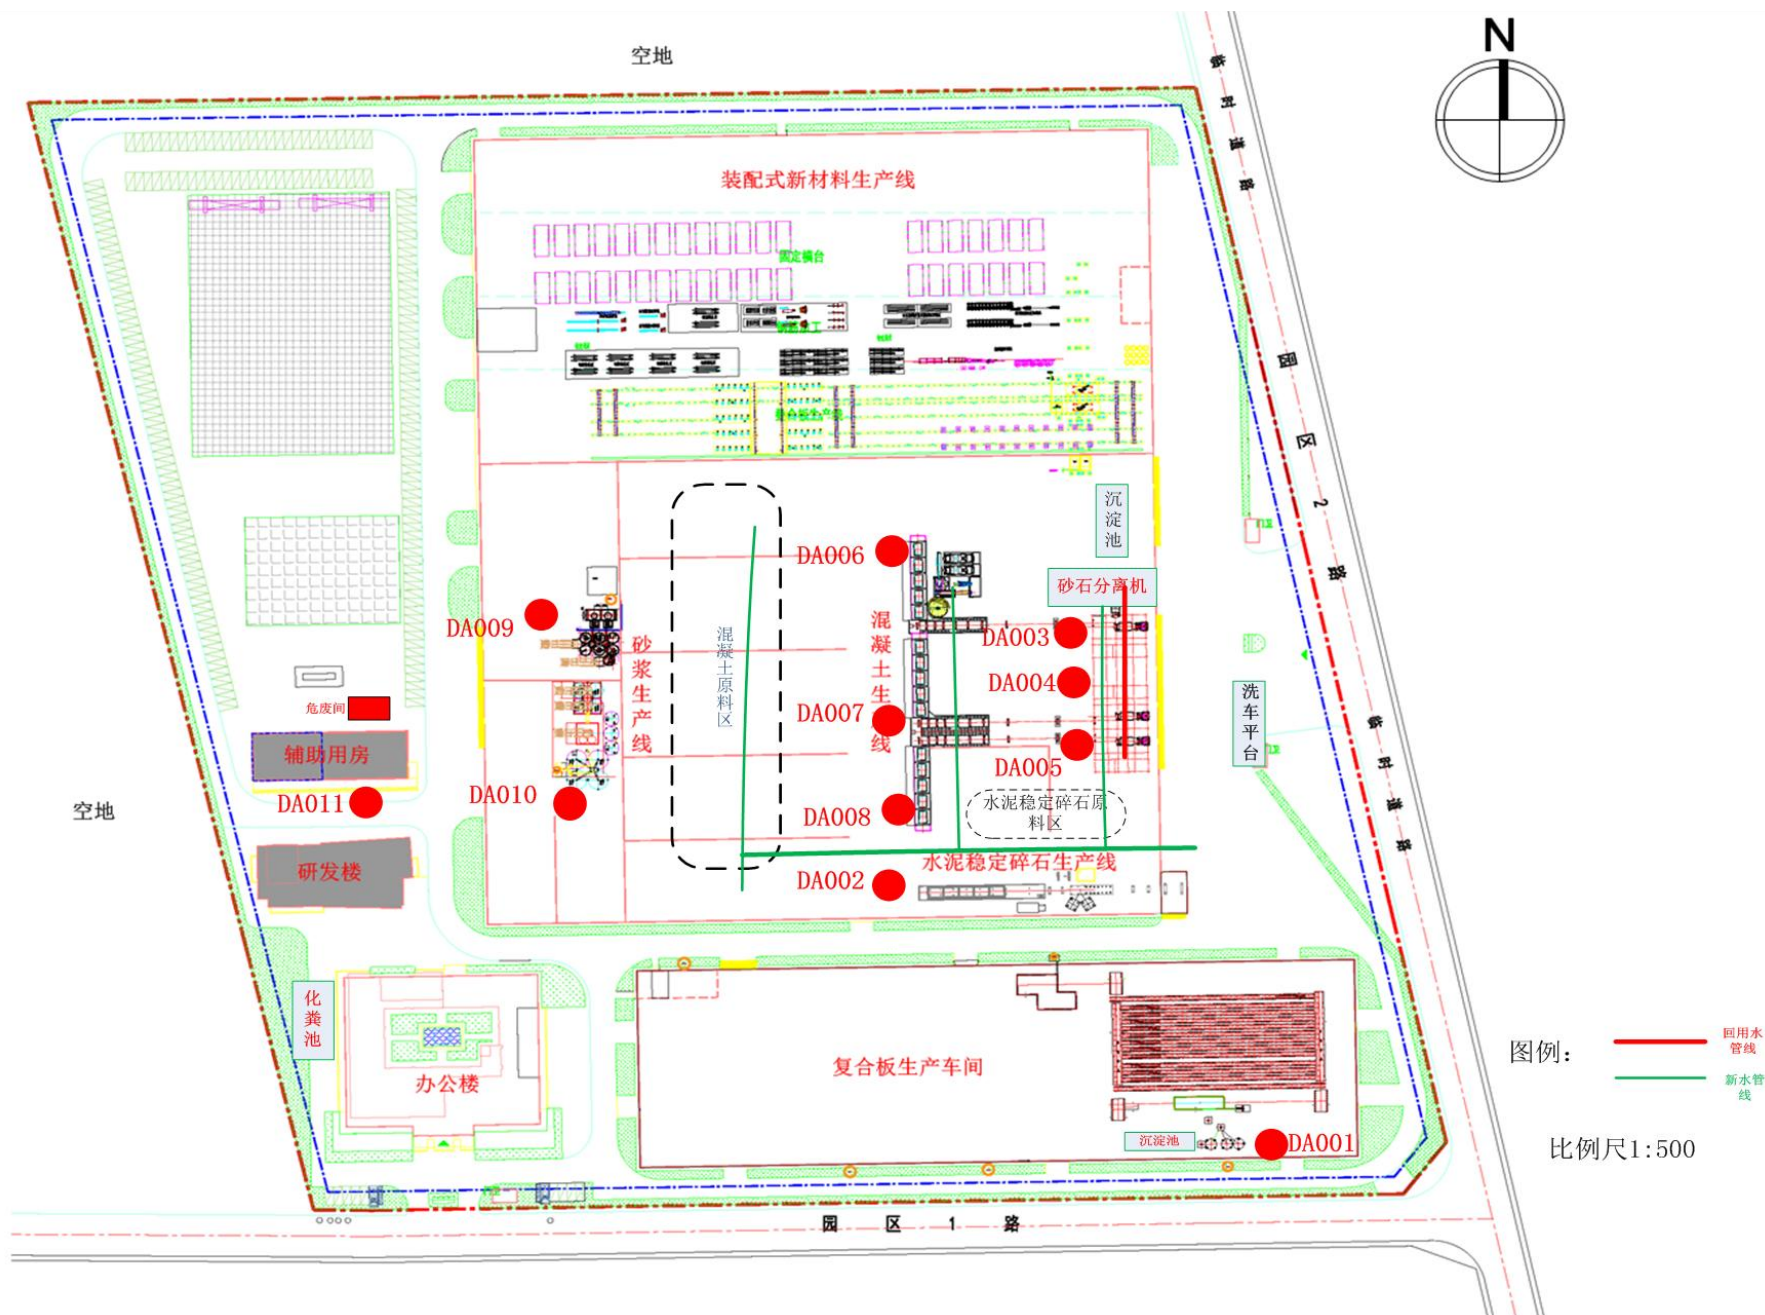 空地
N
临时道路
装配式新材料生产线
固定模台
园区2路
沉淀池
DA006
砂石分离机
DA009
DA003
砂浆生产线
混凝土原料区
混凝土生
线
DA004
危废间
DA007
洗车平台
临时道路
辅助用房
DA005
DA011
DA010
DA008
水泥稳定碎石原
料区
空地
研发楼
水泥稳定碎石生产线
DA002
化粪池
办公楼
复合板生产车间
图例：
回用水
管线
新水管
线
沉淀池
DA001
比例尺1:500
园区1路